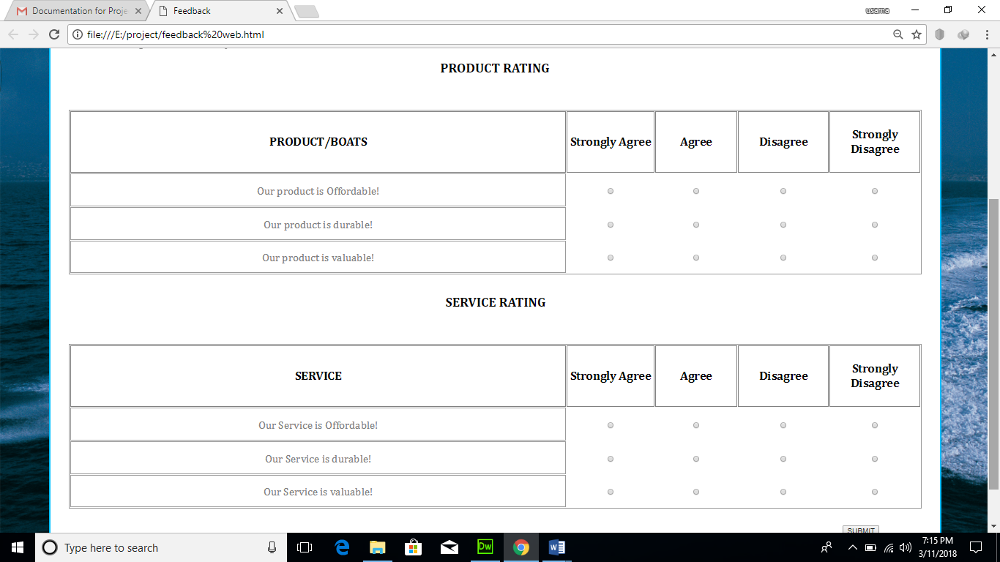 Documentation for Proje
Feedback
usama
file:///E:/project/feedback%20web.html
PRODUCT RATING
PRODUCT/BOATS Strongly Agree Agree Disagree Strongly Disagree
Our product is Offordable!
Our product is durable!
Our product is valuable!
SERVICE RATING
SERVICE Strongly Agree Agree Disagree Strongly Disagree
Our Service is Offordable!
Our Service is durable!
Our Service is valuable!
SUBMIT
Type here to search
Dw
7:15 PM
3/11/2018